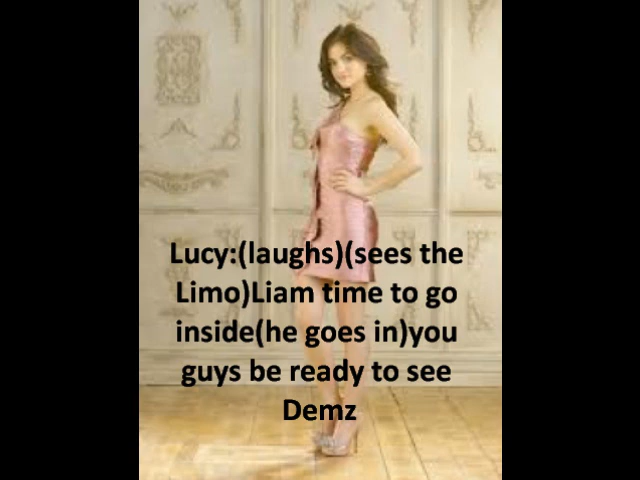 Lucy:(laughs)(sees the
Limo)Liam time to go
inside(he goes in)you
guys be ready to see
Demz